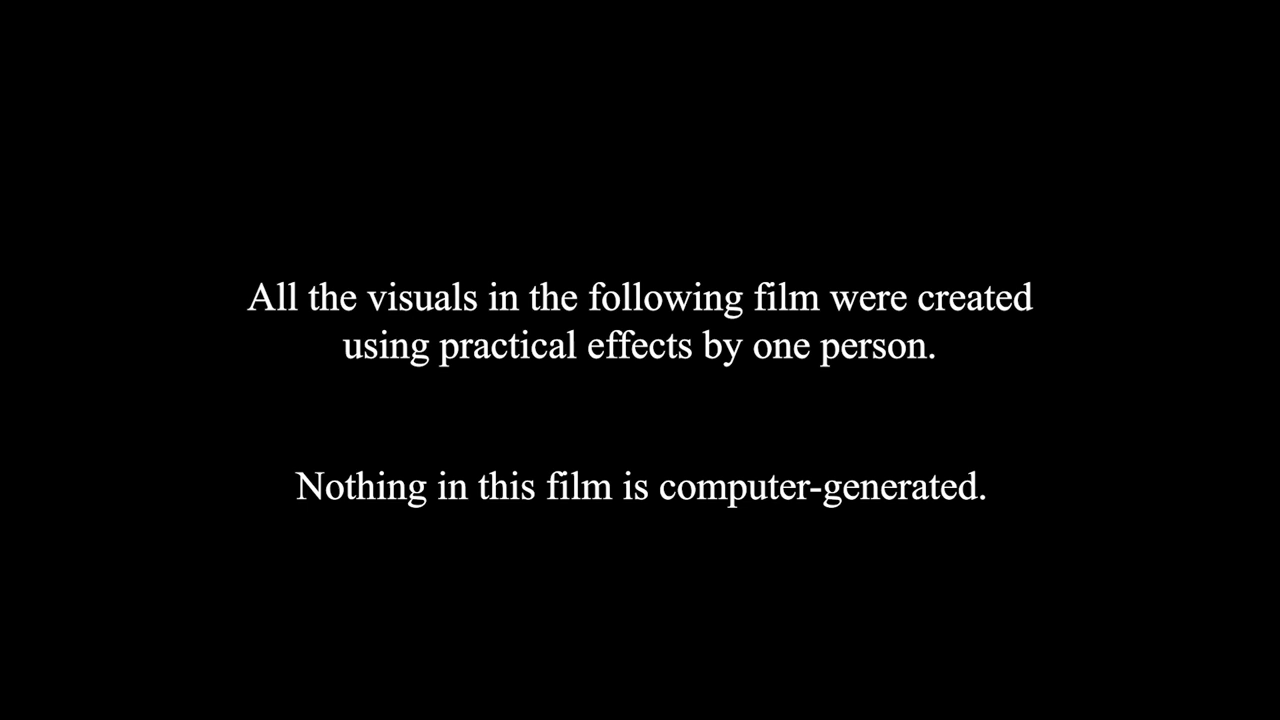 All the visuals in the following film were created
using practical effects by one person.
Nothing in this film is computer-generated.